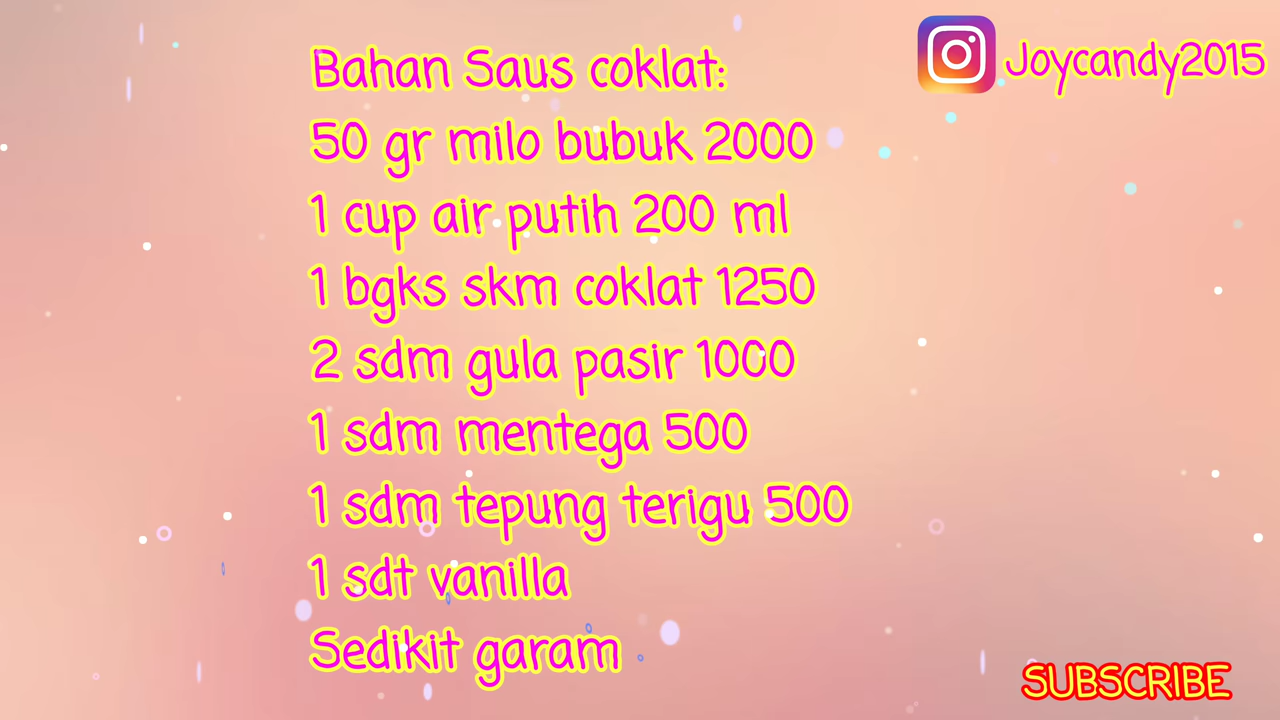 Bahan Saus coklat:
50 gr milo bubuk 2000
1 cup air putih 200 ml
1 bgks skm coklat 1250
2 sdm gula pasir 1000
1 sdm mentega 500
1 sdm tepung terigu 500
1 sdt vanilla
Sedikit garam
Joycandy2015
SUBSCRIBE